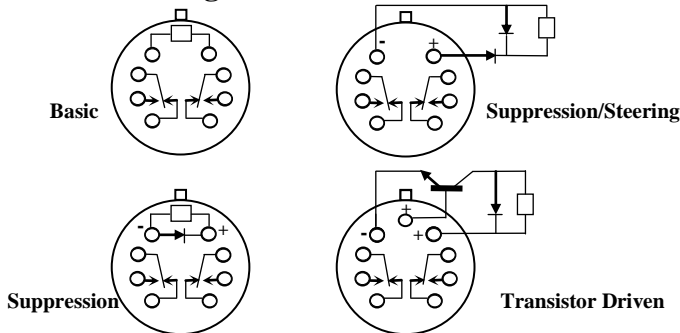 - +
Basic
Suppression/Steering
- +
+
- +
Suppression
Transistor Driven